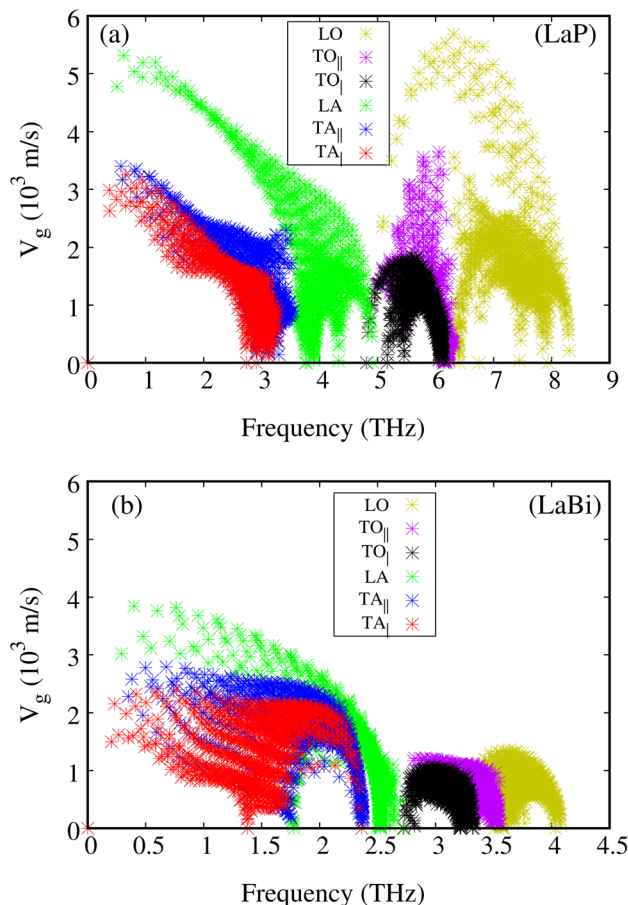 (a)
(LaP)
LO
TO||
TO|
LA
TA||
TA|
6
5
4
3
2
1
0
V_g (10^3 m/s)
0 1 2 3 4 5 6 7 8 9
Frequency (THz)
(b)
(LaBi)
LO
TO||
TO|
LA
TA||
TA|
6
5
4
3
2
1
0
V_g (10^3 m/s)
0 0.5 1 1.5 2 2.5 3 3.5 4 4.5
Frequency (THz)